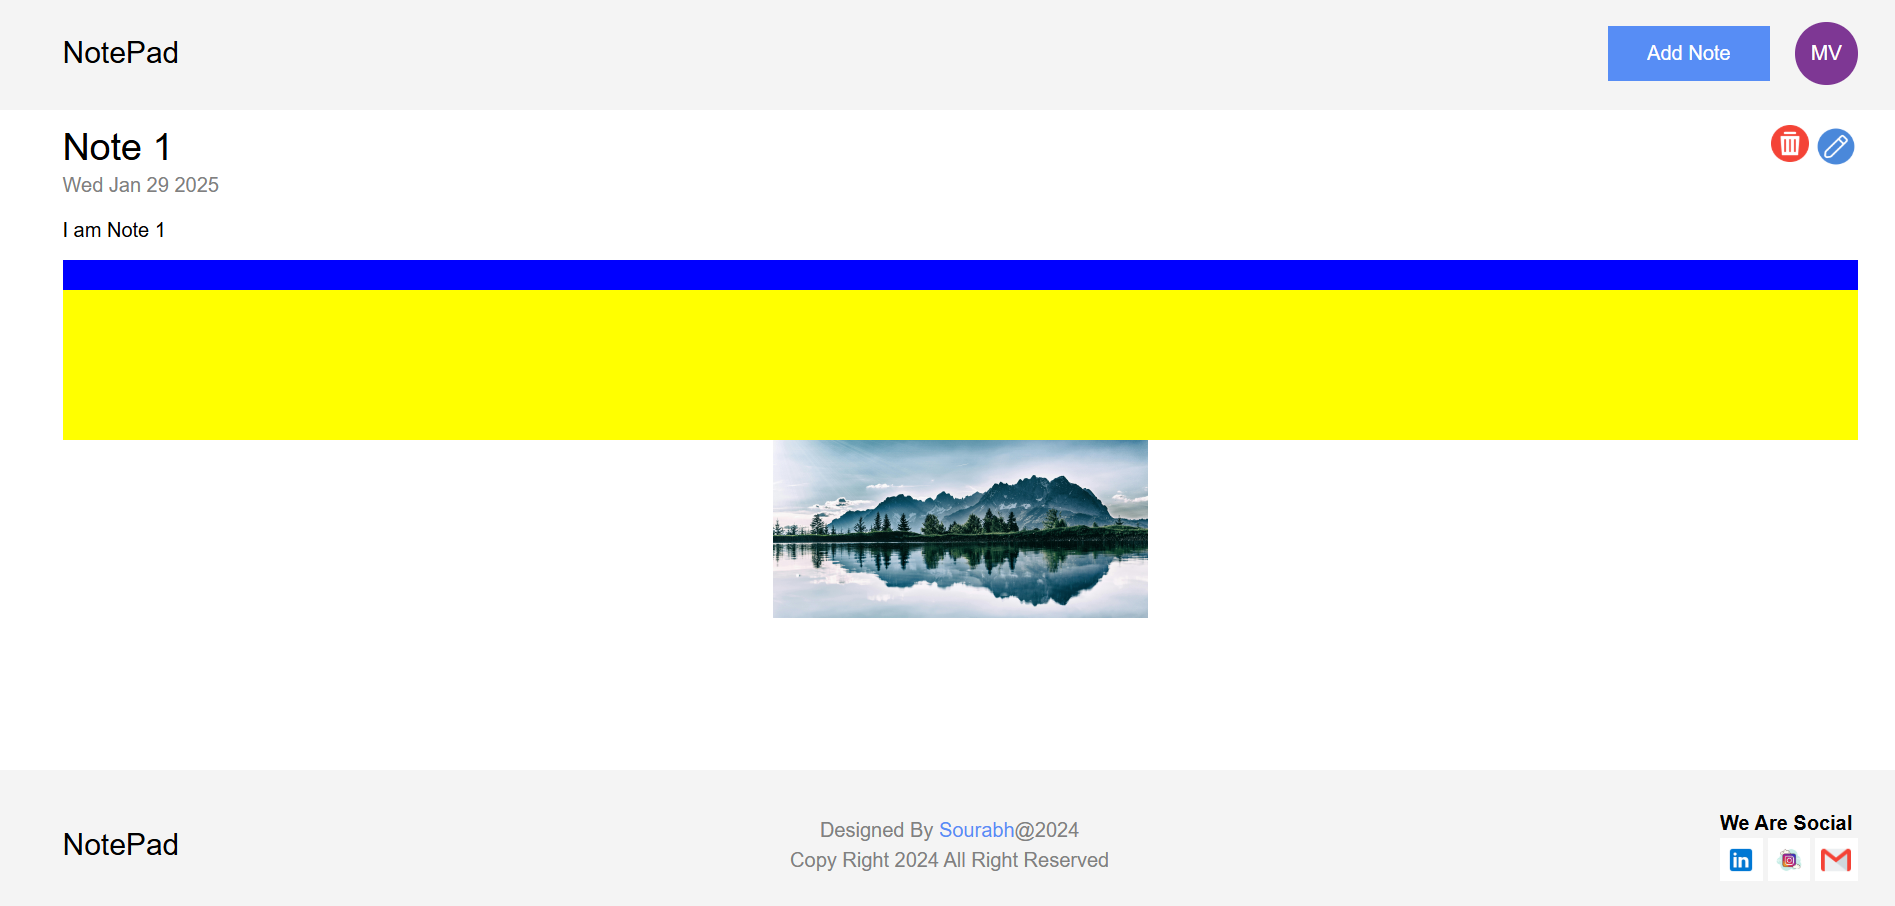 NotePad
Add Note
MV
Note 1
Wed Jan 29 2025
I am Note 1
NotePad
Designed By Sourabh@2024
Copy Right 2024 All Right Reserved
We Are Social
in